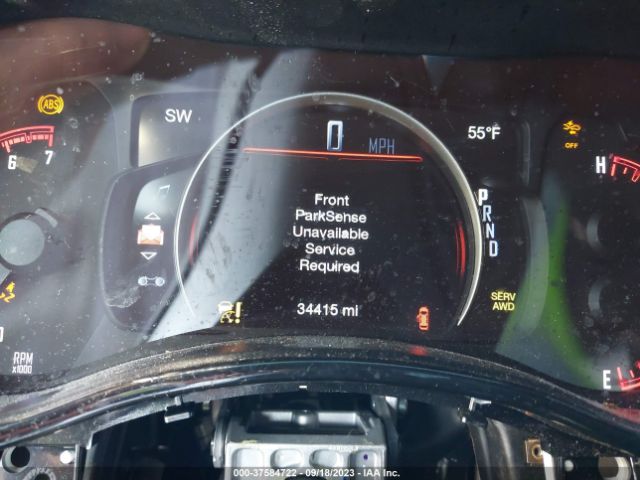 ABS
SW
0 MPH
55°F
OFF
6 7
H
Front
ParkSense
Unavailable
Service
Required
P
R
N
D
34415 mi
SERV
AWD
RPM
x1000
E
000-37584722 - 09/18/2023 - IAA Inc.